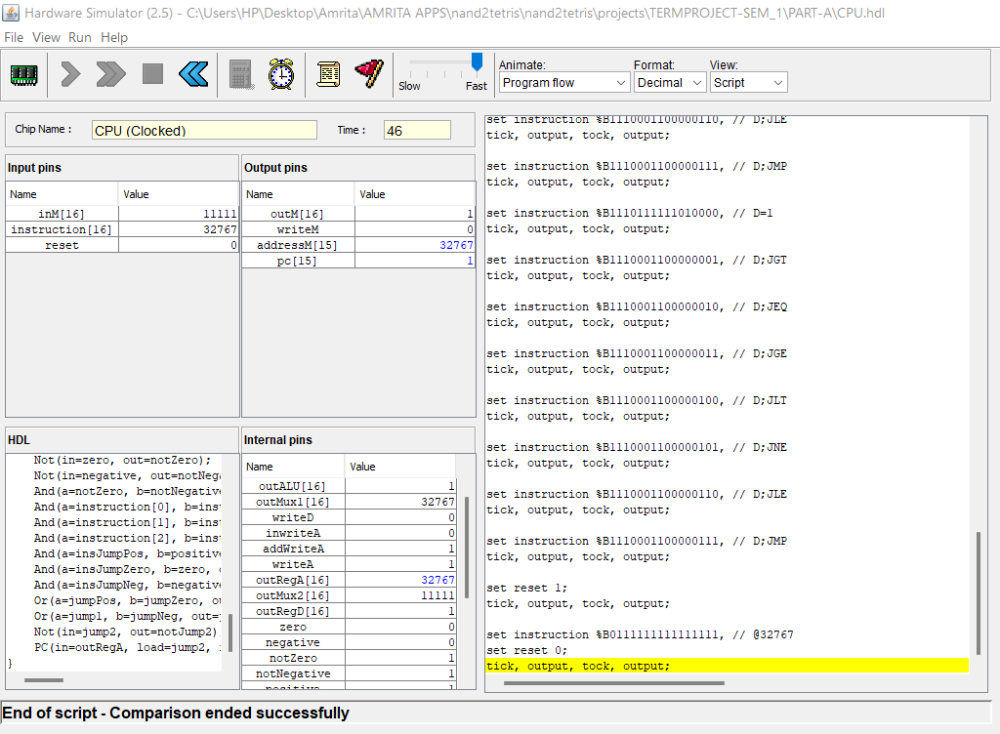 Hardware Simulator (2.5) - C:\Users\HP\Desktop\Amrita\AMRITA APPS\nand2tetris\nand2tetris\projects\TERMPROJECT-SEM_1\PART-A\CPU.hdl
File View Run Help
Slow Fast
Animate:
Program flow
Format:
Decimal
View:
Script
Chip Name :
CPU (Clocked)
Time :
46
Input pins
Name Value
inM[16] 11111
instruction[16] 32767
reset 0
Output pins
Name Value
outM[16] 1
writeM 0
addressM[15] 32767
pc[15] 1
HDL
Not(in=zero, out=notZero);
Not(in=negative, out=notNega
And(a=notZero, b=notNegative
And(a=instruction[0], b=ins
And(a=instruction[1], b=ins
And(a=instruction[2], b=ins
And(a=insJumpPos, b=positive
And(a=insJumpZero, b=zero,
And(a=insJumpNeg, b=negative
Or(a=jumpPos, b=jumpZero, ou
Or(a=jump1, b=jumpNeg, out=
Not(in=jump2, out=notJump2)
PC(in=outRegA, load=jump2,
}
Internal pins
Name Value
outALU[16] 1
outMux1[16] 32767
writeD 0
inwriteA 0
addWriteA 1
writeA 1
outRegA[16] 32767
outMux2[16] 11111
outRegD[16] 1
zero 0
negative 0
notZero 1
notNegative 1
positive 1
set instruction %B1110001100000110, // D;JLE
tick, output, tock, output;
set instruction %B1110001100000111, // D;JMP
tick, output, tock, output;
set instruction %B1110111111010000, // D=1
tick, output, tock, output;
set instruction %B1110001100000001, // D;JGT
tick, output, tock, output;
set instruction %B1110001100000010, // D;JEQ
tick, output, tock, output;
set instruction %B1110001100000011, // D;JGE
tick, output, tock, output;
set instruction %B1110001100000100, // D;JLT
tick, output, tock, output;
set instruction %B1110001100000101, // D;JNE
tick, output, tock, output;
set instruction %B1110001100000110, // D;JLE
tick, output, tock, output;
set instruction %B1110001100000111, // D;JMP
tick, output, tock, output;
set reset 1;
tick, output, tock, output;
set instruction %B0111111111111111, // @32767
set reset 0;
tick, output, tock, output;
End of script - Comparison ended successfully